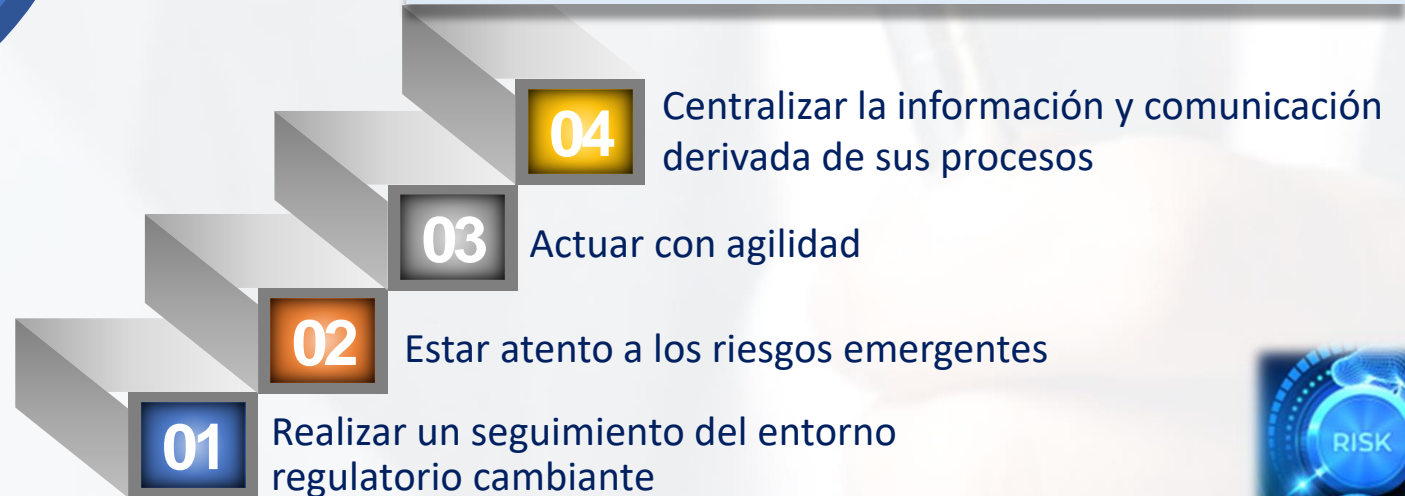 04
Centralizar la información y comunicación
derivada de sus procesos
03
Actuar con agilidad
02
Estar atento a los riesgos emergentes
01
Realizar un seguimiento del entorno
regulatorio cambiante
RISK